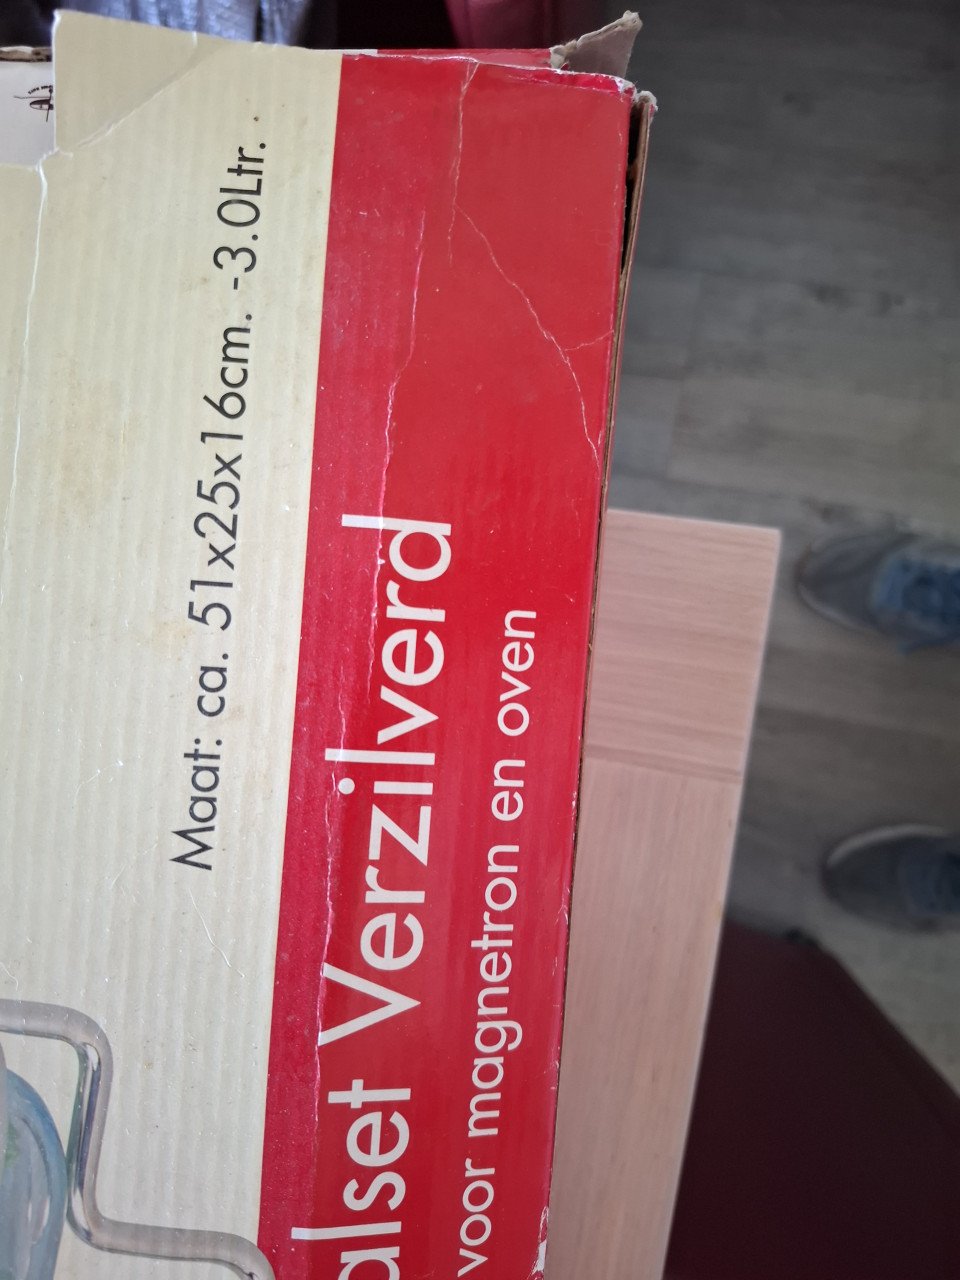 Maat: ca. 51x25x16cm. -3.0Ltr.
alset Verzilverd
voor magnetron en oven